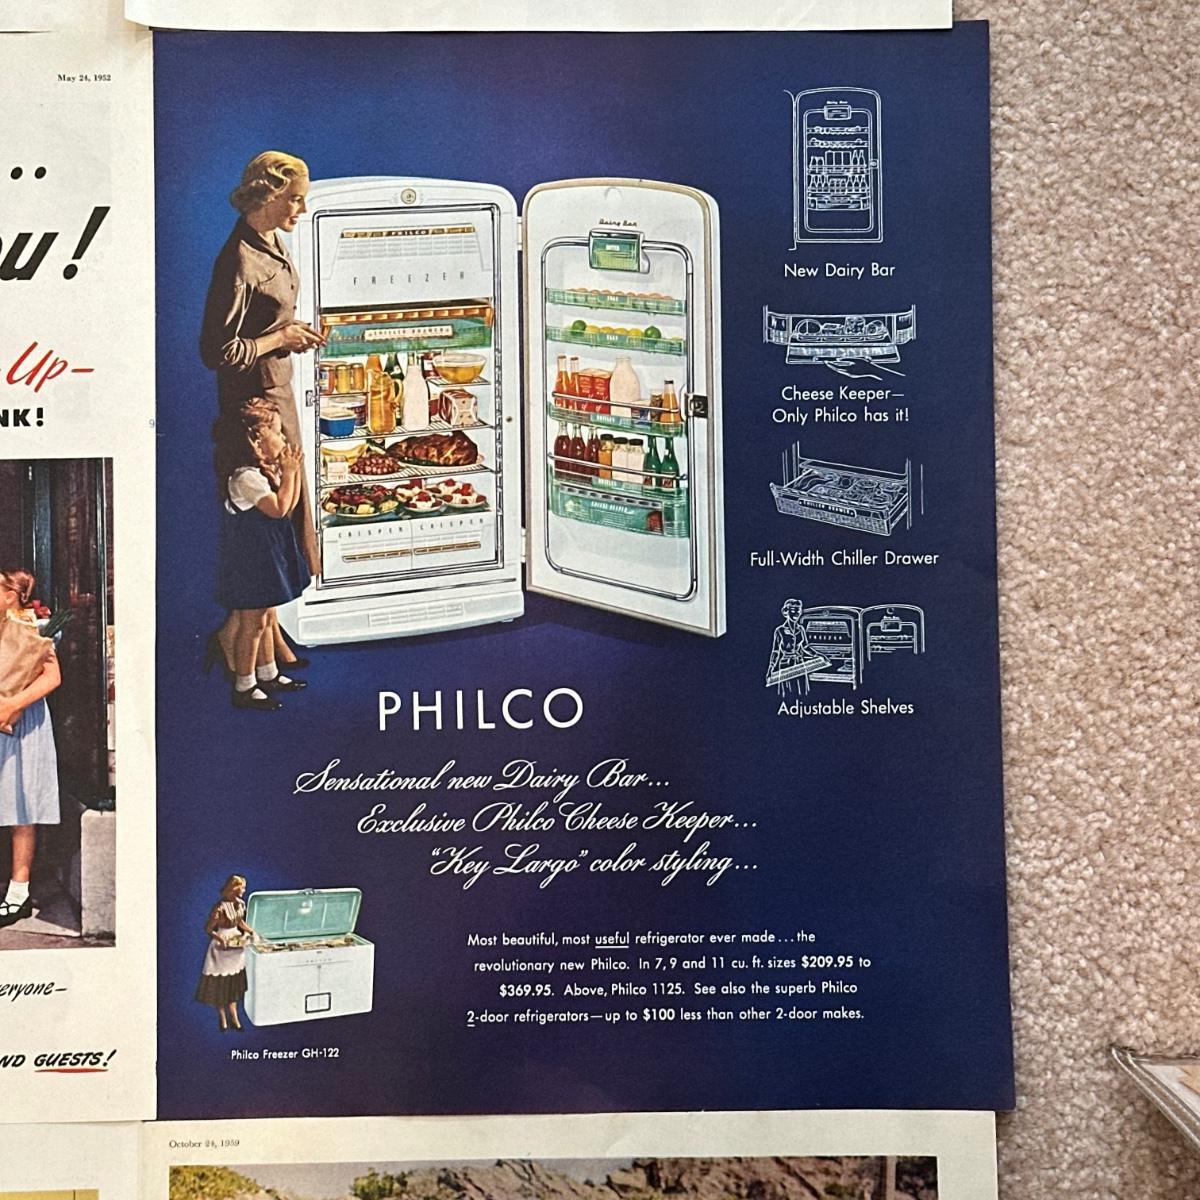 May 24, 1952
..
u!
-Up-
NK!
eryone-
ND GUESTS!
PHILCO
FREEZER
CHILLER DRAWER
CRISPER CRISPER
Dairy Bar
New Dairy Bar
Cheese Keeper—
Only Philco has it!
Full-Width Chiller Drawer
FREEZER
Adjustable Shelves
PHILCO
Sensational new Dairy Bar...
Exclusive Philco Cheese Keeper...
"Key Largo" color styling...
Most beautiful, most useful refrigerator ever made...the
revolutionary new Philco. In 7, 9 and 11 cu. ft. sizes $209.95 to
$369.95. Above, Philco 1125. See also the superb Philco
2-door refrigerators—up to $100 less than other 2-door makes.
Philco Freezer GH-122
October 24, 1959